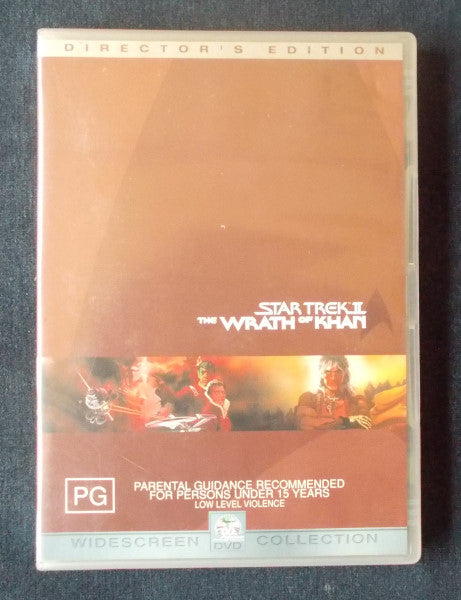 DIRECTOR'S EDITION
STAR TREK II
THE WRATH OF KHAN
PG
PARENTAL GUIDANCE RECOMMENDED
FOR PERSONS UNDER 15 YEARS
LOW LEVEL VIOLENCE
WIDESCREEN DVD COLLECTION